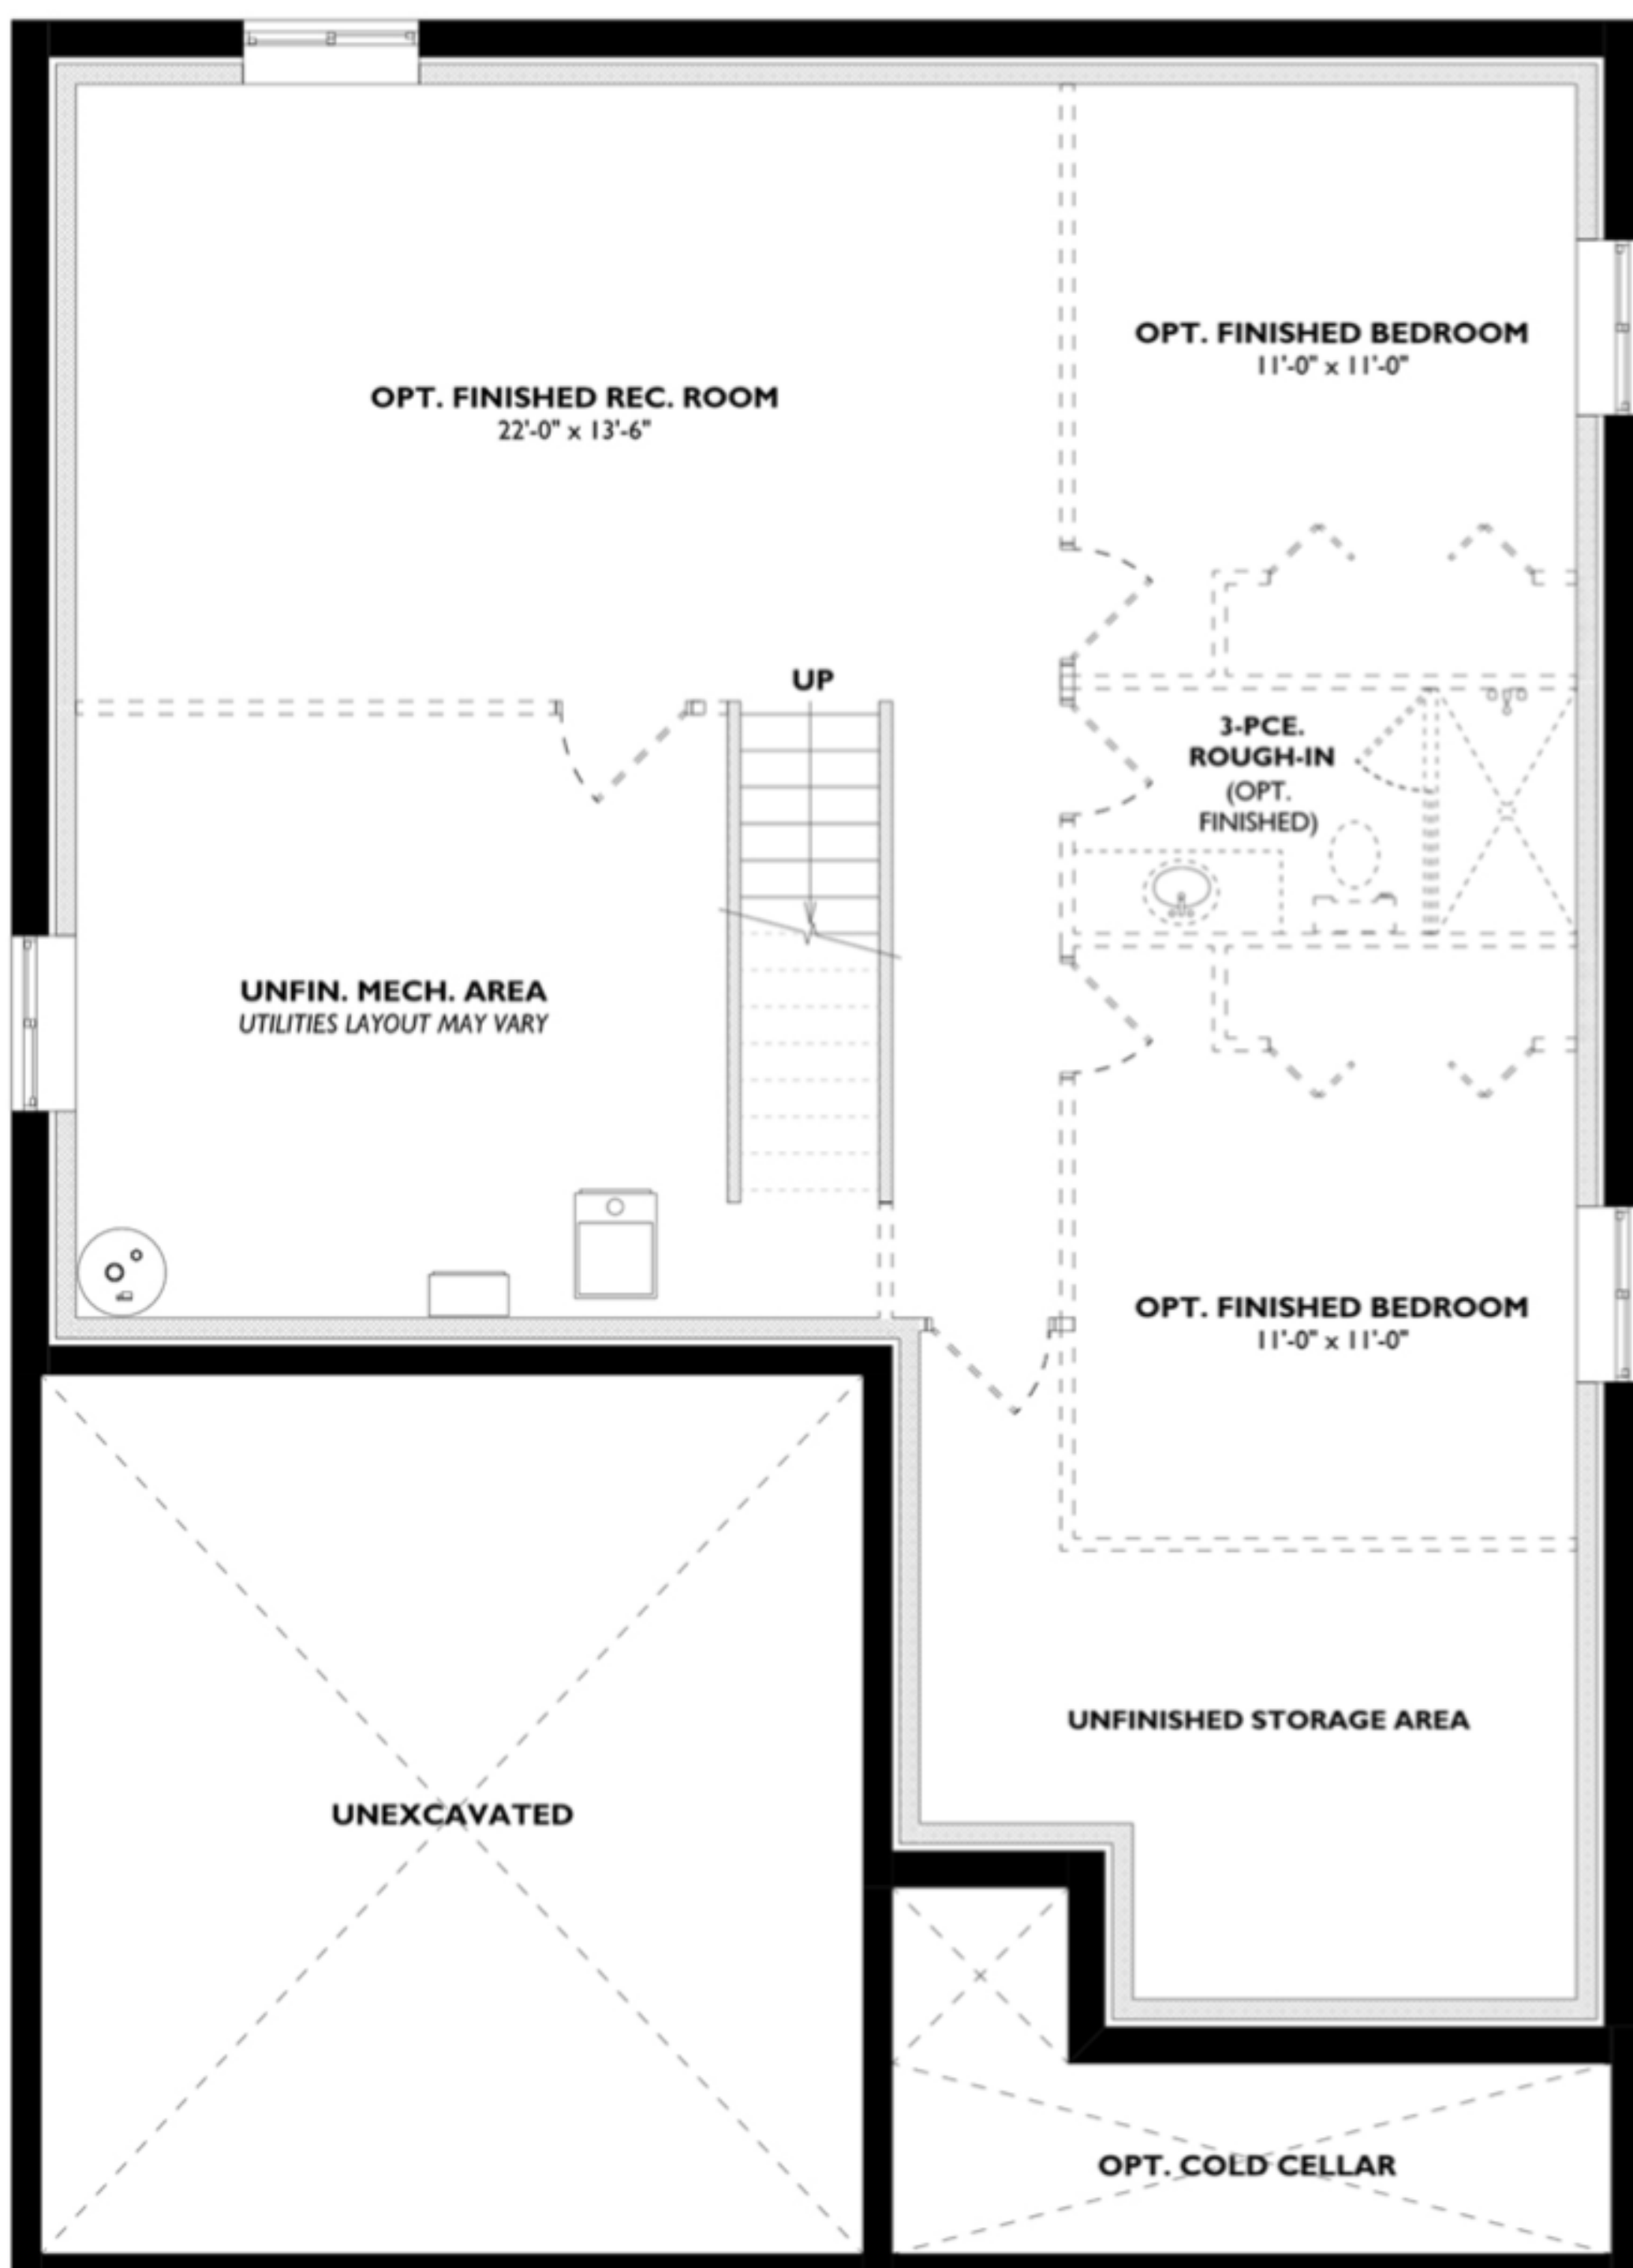 OPT. FINISHED BEDROOM
11'-0" x 11'-0"
OPT. FINISHED REC. ROOM
22'-0" x 13'-6"
UP
3-PCE.
ROUGH-IN
(OPT.
FINISHED)
UNFIN. MECH. AREA
UTILITIES LAYOUT MAY VARY
OPT. FINISHED BEDROOM
11'-0" x 11'-0"
UNFINISHED STORAGE AREA
UNEXCAVATED
OPT. COLD CELLAR